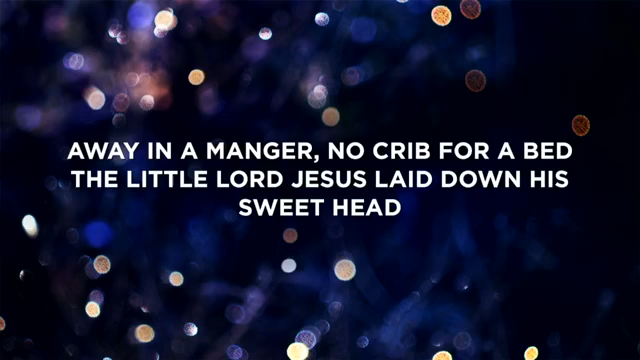 AWAY IN A MANGER, NO CRIB FOR A BED
THE LITTLE LORD JESUS LAID DOWN HIS
SWEET HEAD